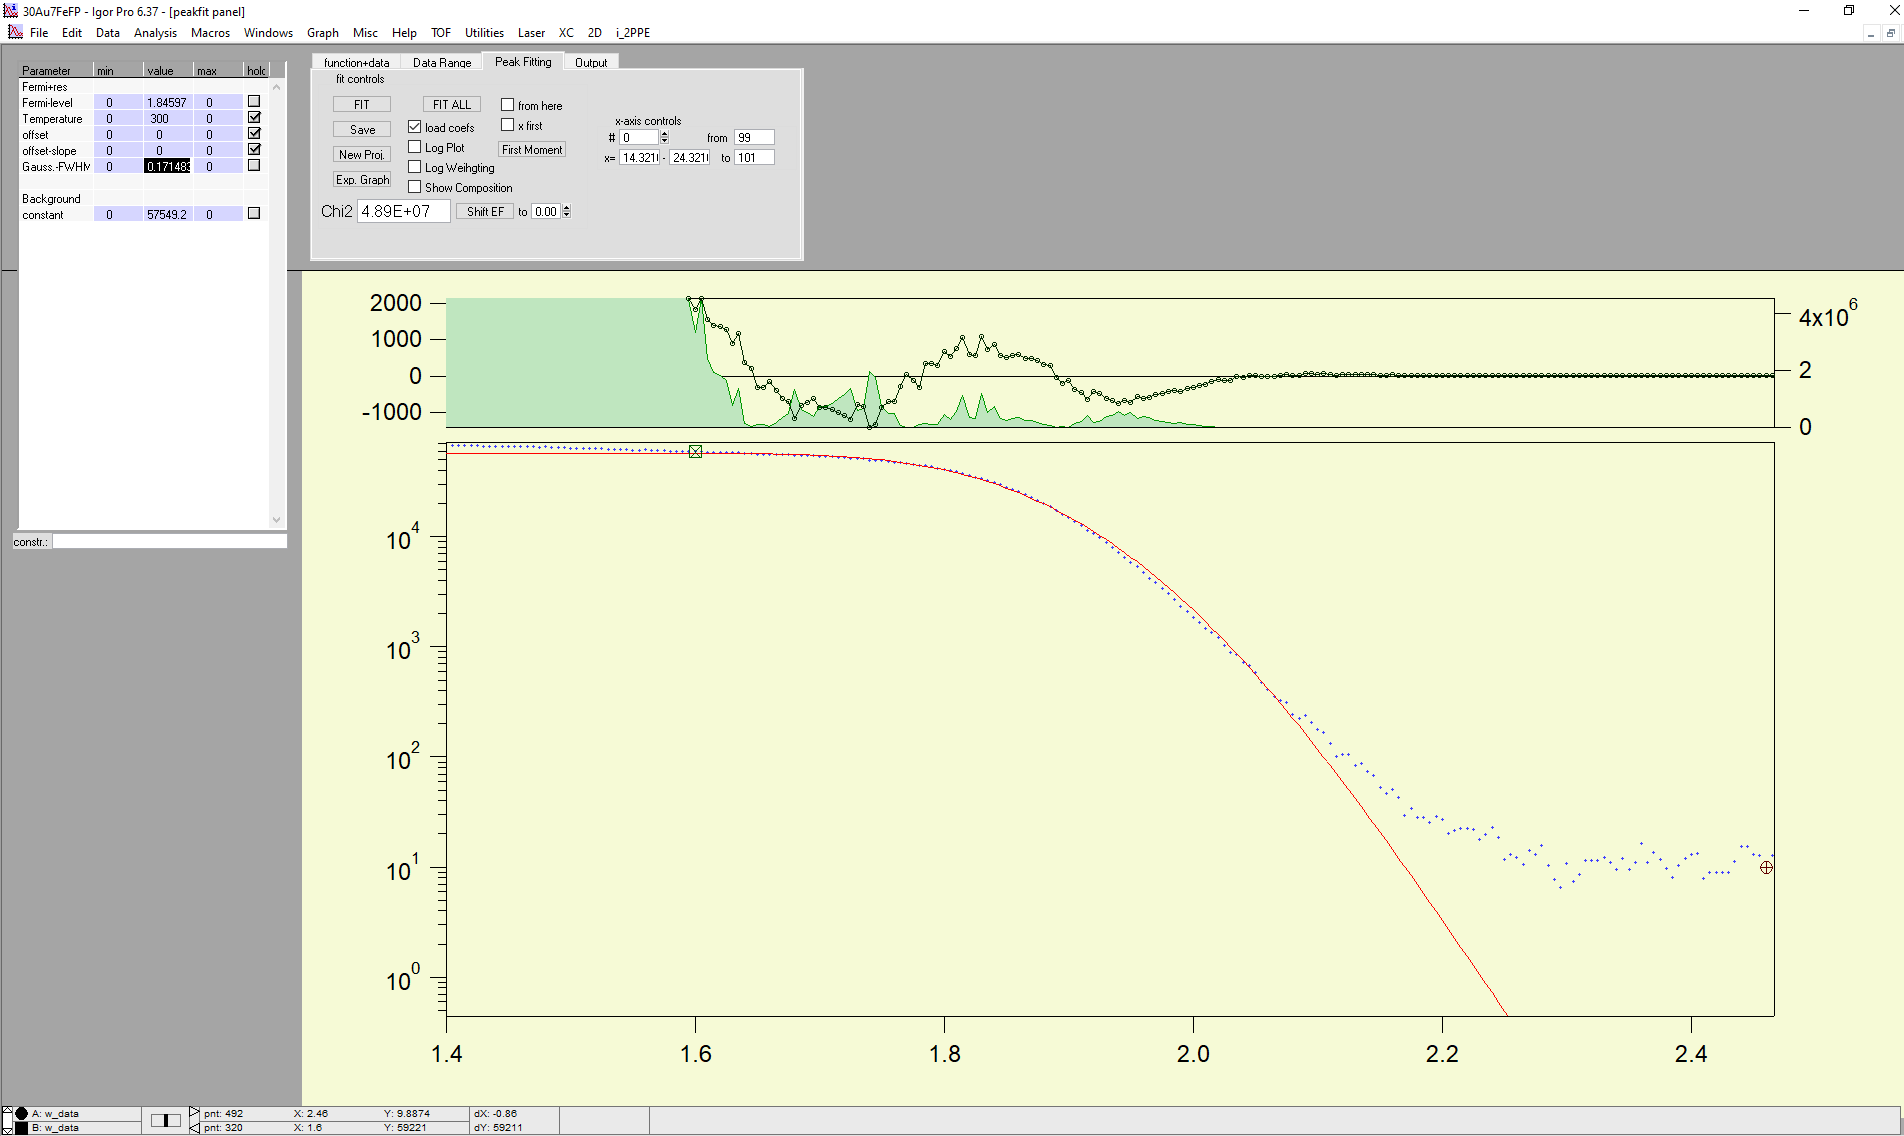 30Au7FeFP - Igor Pro 6.37 - [peakfit panel]
File Edit Data Analysis Macros Windows Graph Misc Help TOF Utilities Laser XC 2D i_2PPE
Parameter min value max hold
Fermi+res
Fermi-level 0 1.84597 0
Temperature 0 300 0
offset 0 0 0
offset-slope 0 0 0
Gauss.-FWHM 0 0.171483 0
Background
constant 0 57549.2 0
constr.:
function+data Data Range Peak Fitting Output
fit controls
FIT FIT ALL from here
Save load coefs x first
New Proj. Log Plot First Moment
Log Weihgting
Exp. Graph Show Composition
Chi2 4.89E+07 Shift EF to 0.00
x-axis controls
# 0 from 99
x= 14.321 - 24.321 to 101
2000
1000
0
-1000
4x10^6
2
0
10^4
10^3
10^2
10^1
10^0
1.4 1.6 1.8 2.0 2.2 2.4
A: w_data pnt: 492 X: 2.46 Y: 9.8874 dX: -0.86
B: w_data pnt: 320 X: 1.6 Y: 59221 dY: 59211